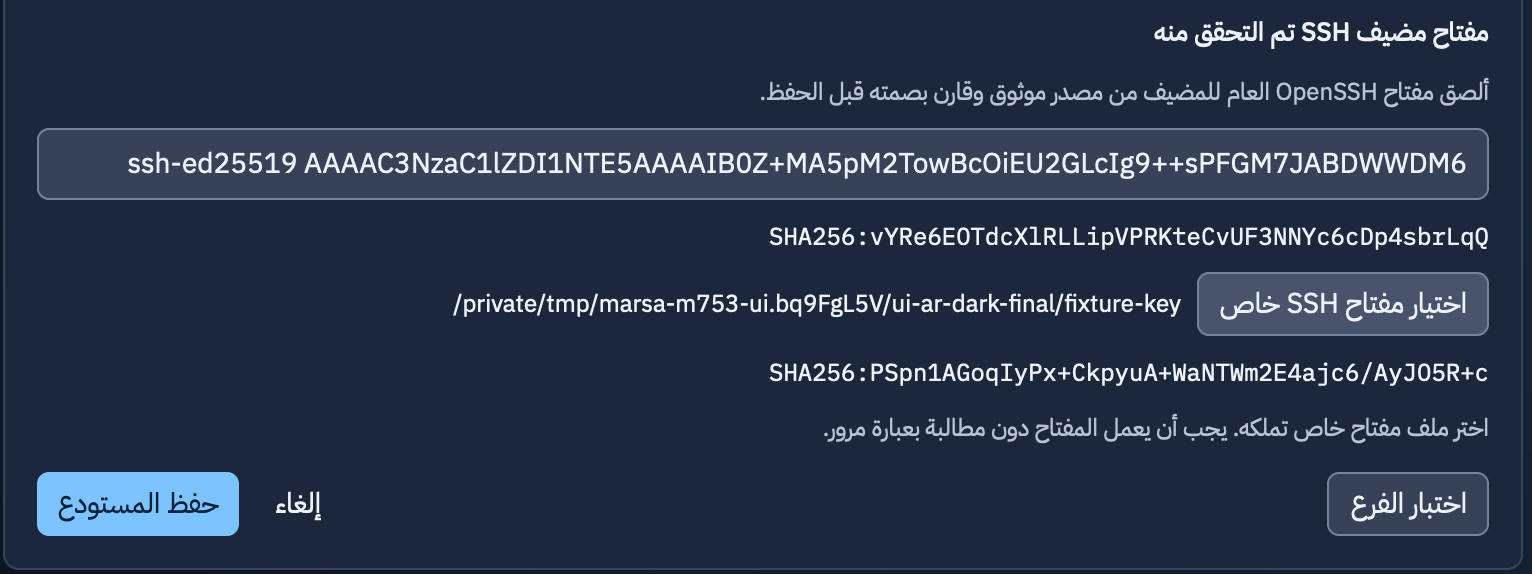 مفتاح مضيف SSH تم التحقق منه
ألصق مفتاح OpenSSH العام للمضيف من مصدر موثوق وقارن بصمته قبل الحفظ.
ssh-ed25519 AAAAC3NzaC1lZDI1NTE5AAAAIB0Z+MA5pM2TowBcOiEU2GLcIg9++sPFGM7JABDWWDM6
SHA256:vYRe6EOTdcXlRLLipVPRKteCvUF3NNYc6cDp4sbrLqQ
اختيار مفتاح SSH خاص /private/tmp/marsa-m753-ui.bq9FgL5V/ui-ar-dark-final/fixture-key
SHA256:PSpn1AGoqIyPx+CkpyuA+WaNTWm2E4ajc6/AyJO5R+c
اختر ملف مفتاح خاص تملكه. يجب أن يعمل المفتاح دون مطالبة بعبارة مرور.
اختبار الفرع إلغاء حفظ المستودع